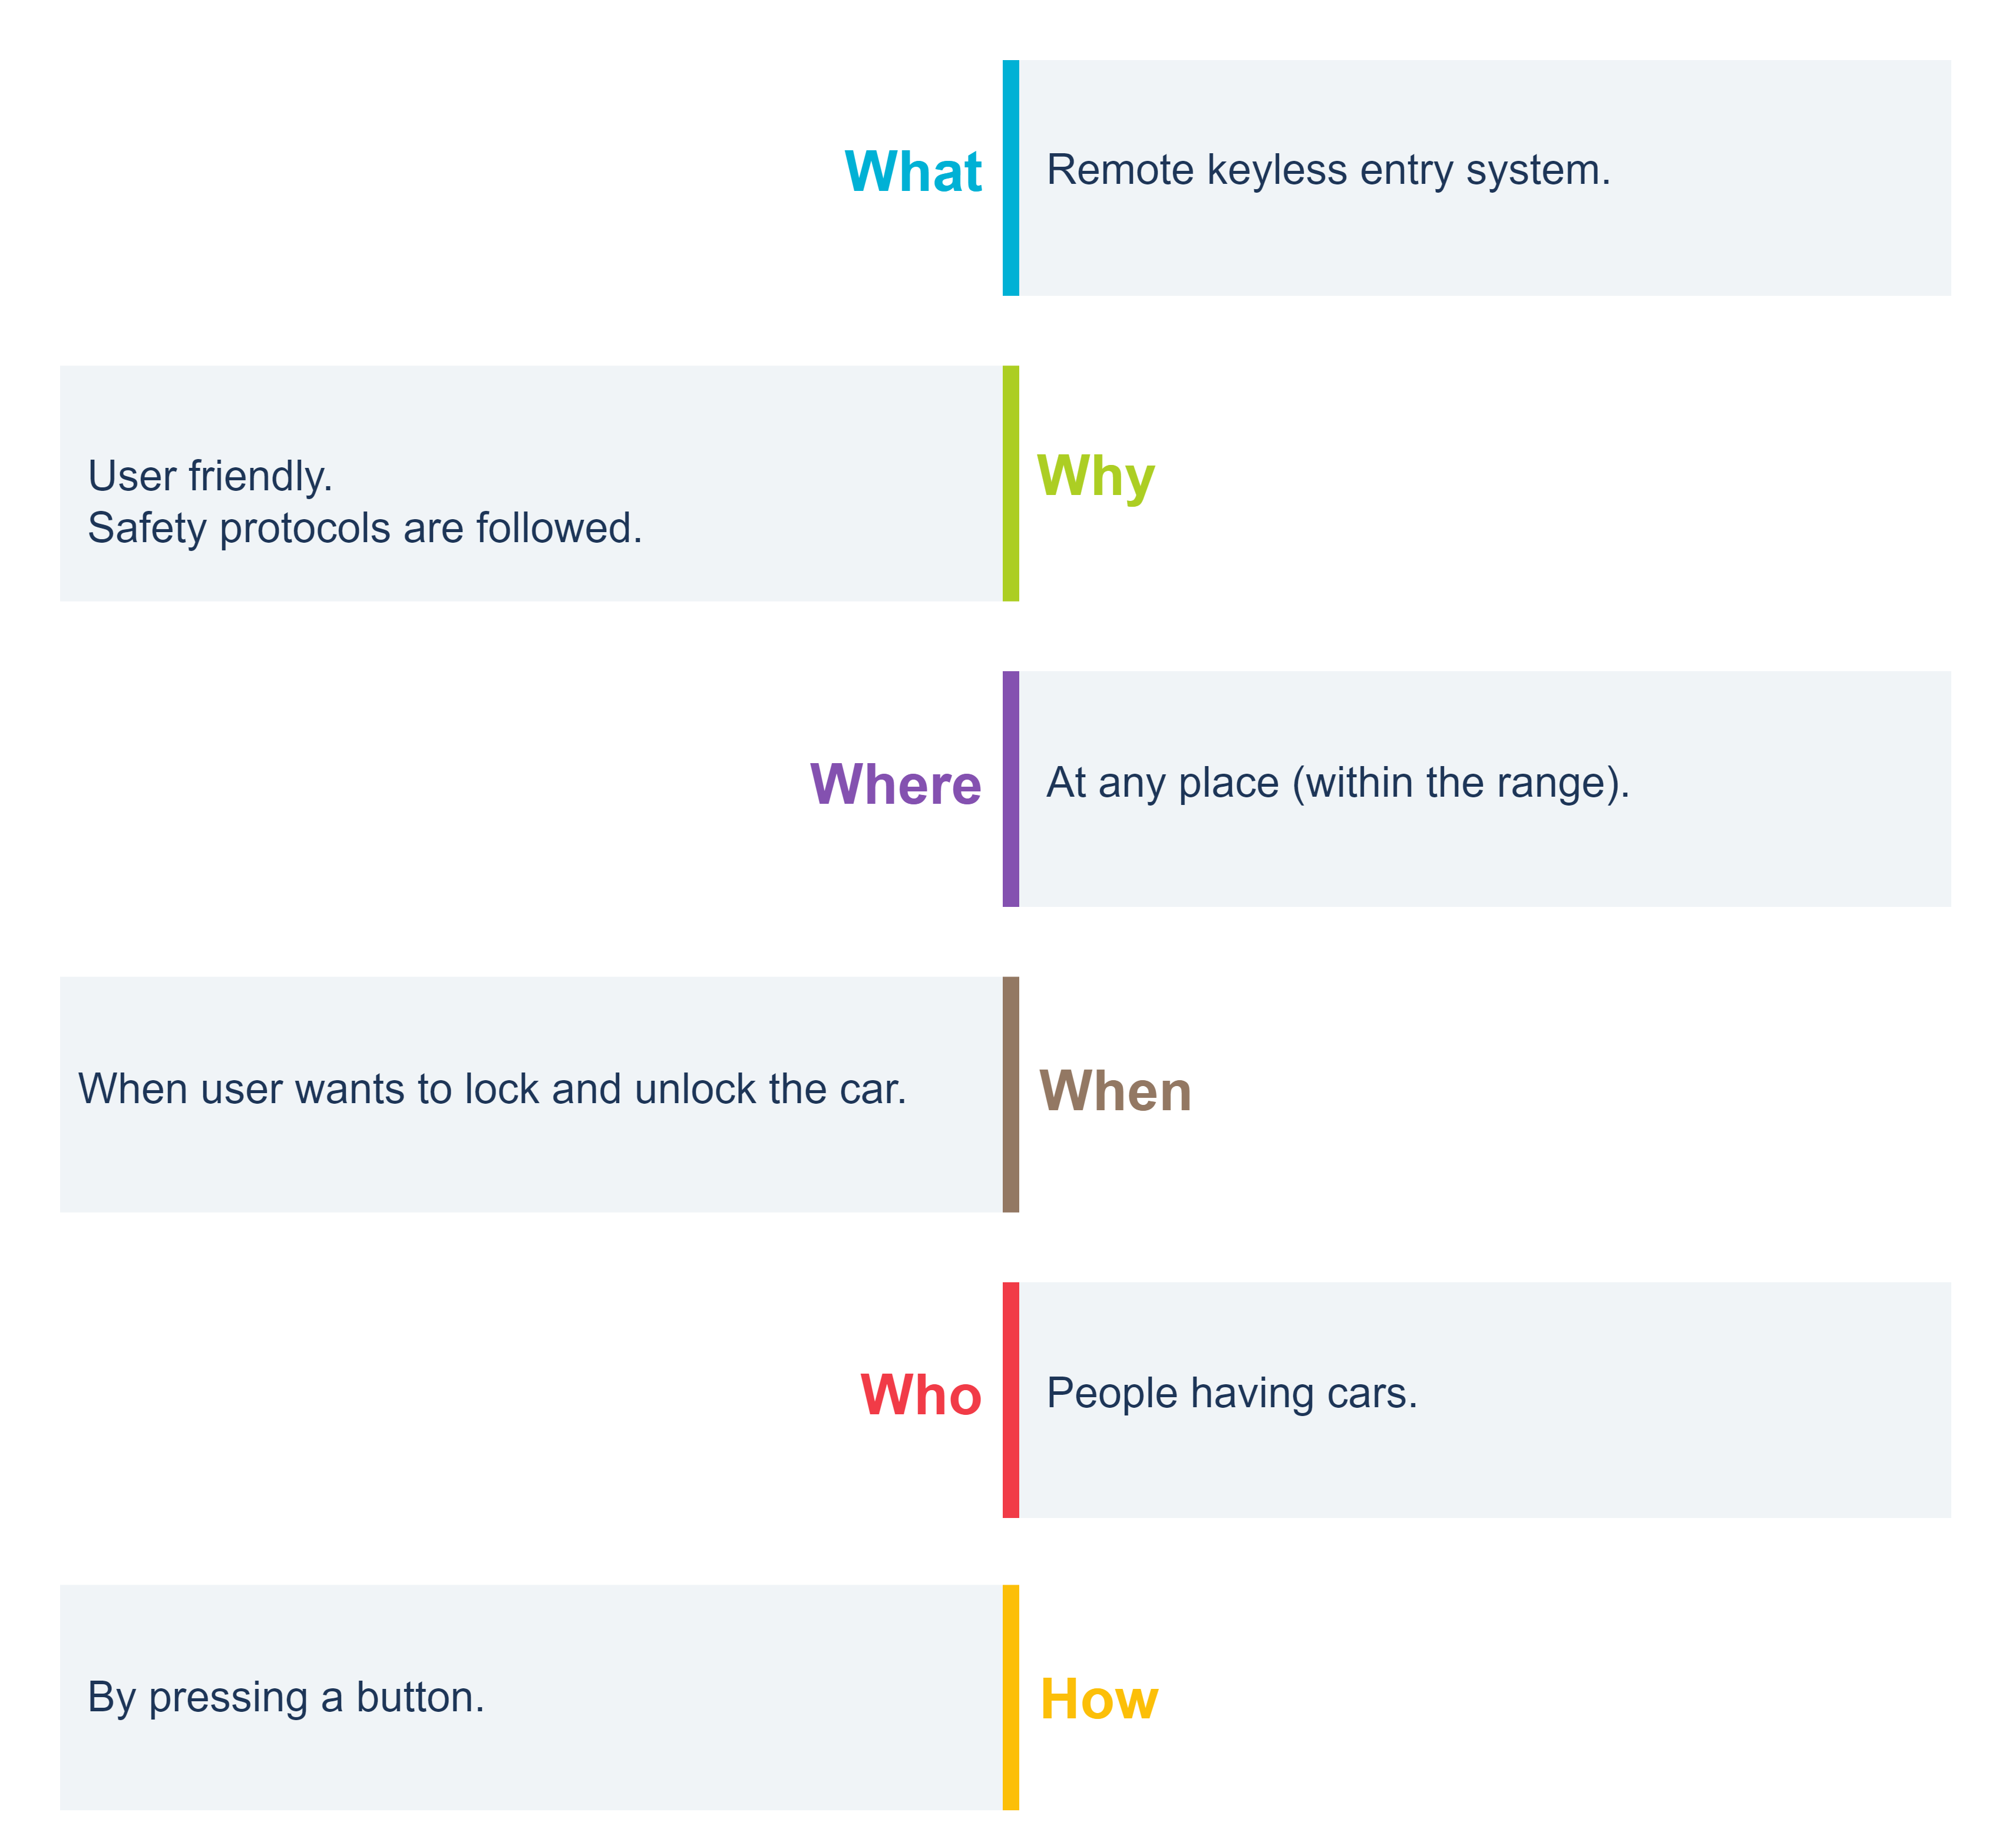 What
Remote keyless entry system.
User friendly.
Safety protocols are followed.
Why
Where
At any place (within the range).
When user wants to lock and unlock the car.
When
Who
People having cars.
By pressing a button.
How